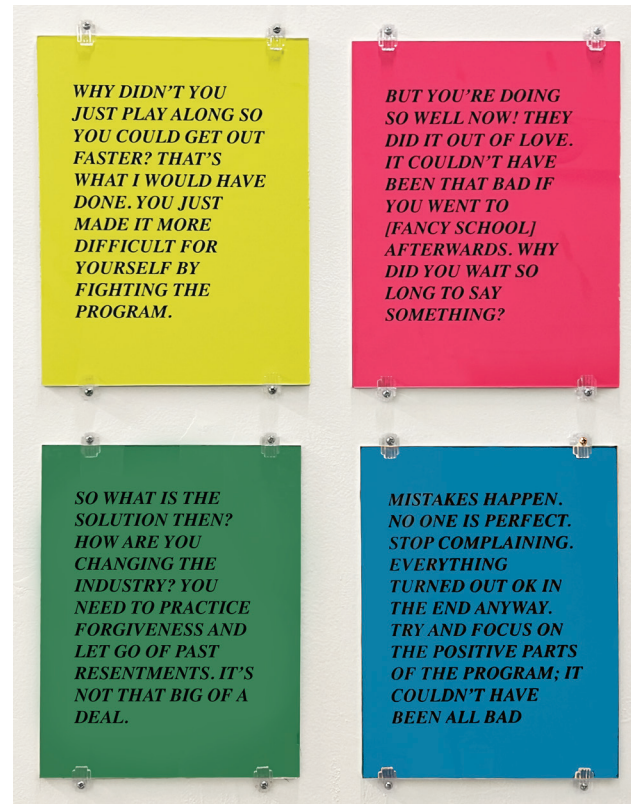 WHY DIDN'T YOU
JUST PLAY ALONG SO
YOU COULD GET OUT
FASTER? THAT'S
WHAT I WOULD HAVE
DONE. YOU JUST
MADE IT MORE
DIFFICULT FOR
YOURSELF BY
FIGHTING THE
PROGRAM.
BUT YOU'RE DOING
SO WELL NOW! THEY
DID IT OUT OF LOVE.
IT COULDN'T HAVE
BEEN THAT BAD IF
YOU WENT TO
[FANCY SCHOOL]
AFTERWARDS. WHY
DID YOU WAIT SO
LONG TO SAY
SOMETHING?
SO WHAT IS THE
SOLUTION THEN?
HOW ARE YOU
CHANGING THE
INDUSTRY? YOU
NEED TO PRACTICE
FORGIVENESS AND
LET GO OF PAST
RESENTMENTS. IT'S
NOT THAT BIG OF A
DEAL.
MISTAKES HAPPEN.
NO ONE IS PERFECT.
STOP COMPLAINING.
EVERYTHING
TURNED OUT OK IN
THE END ANYWAY.
TRY AND FOCUS ON
THE POSITIVE PARTS
OF THE PROGRAM; IT
COULDN'T HAVE
BEEN ALL BAD